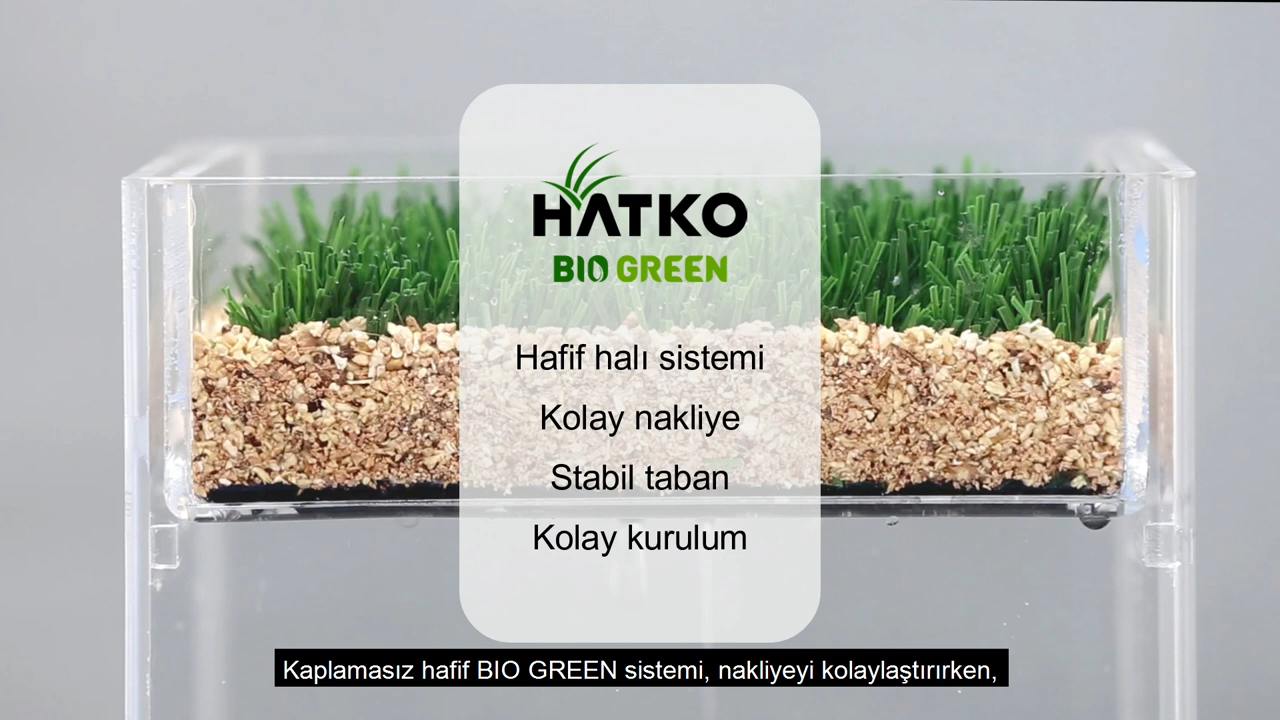 HATKO
BIO GREEN
Hafif halı sistemi
Kolay nakliye
Stabil taban
Kolay kurulum
Kaplamasız hafif BIO GREEN sistemi, nakliyeyi kolaylaştırırken,